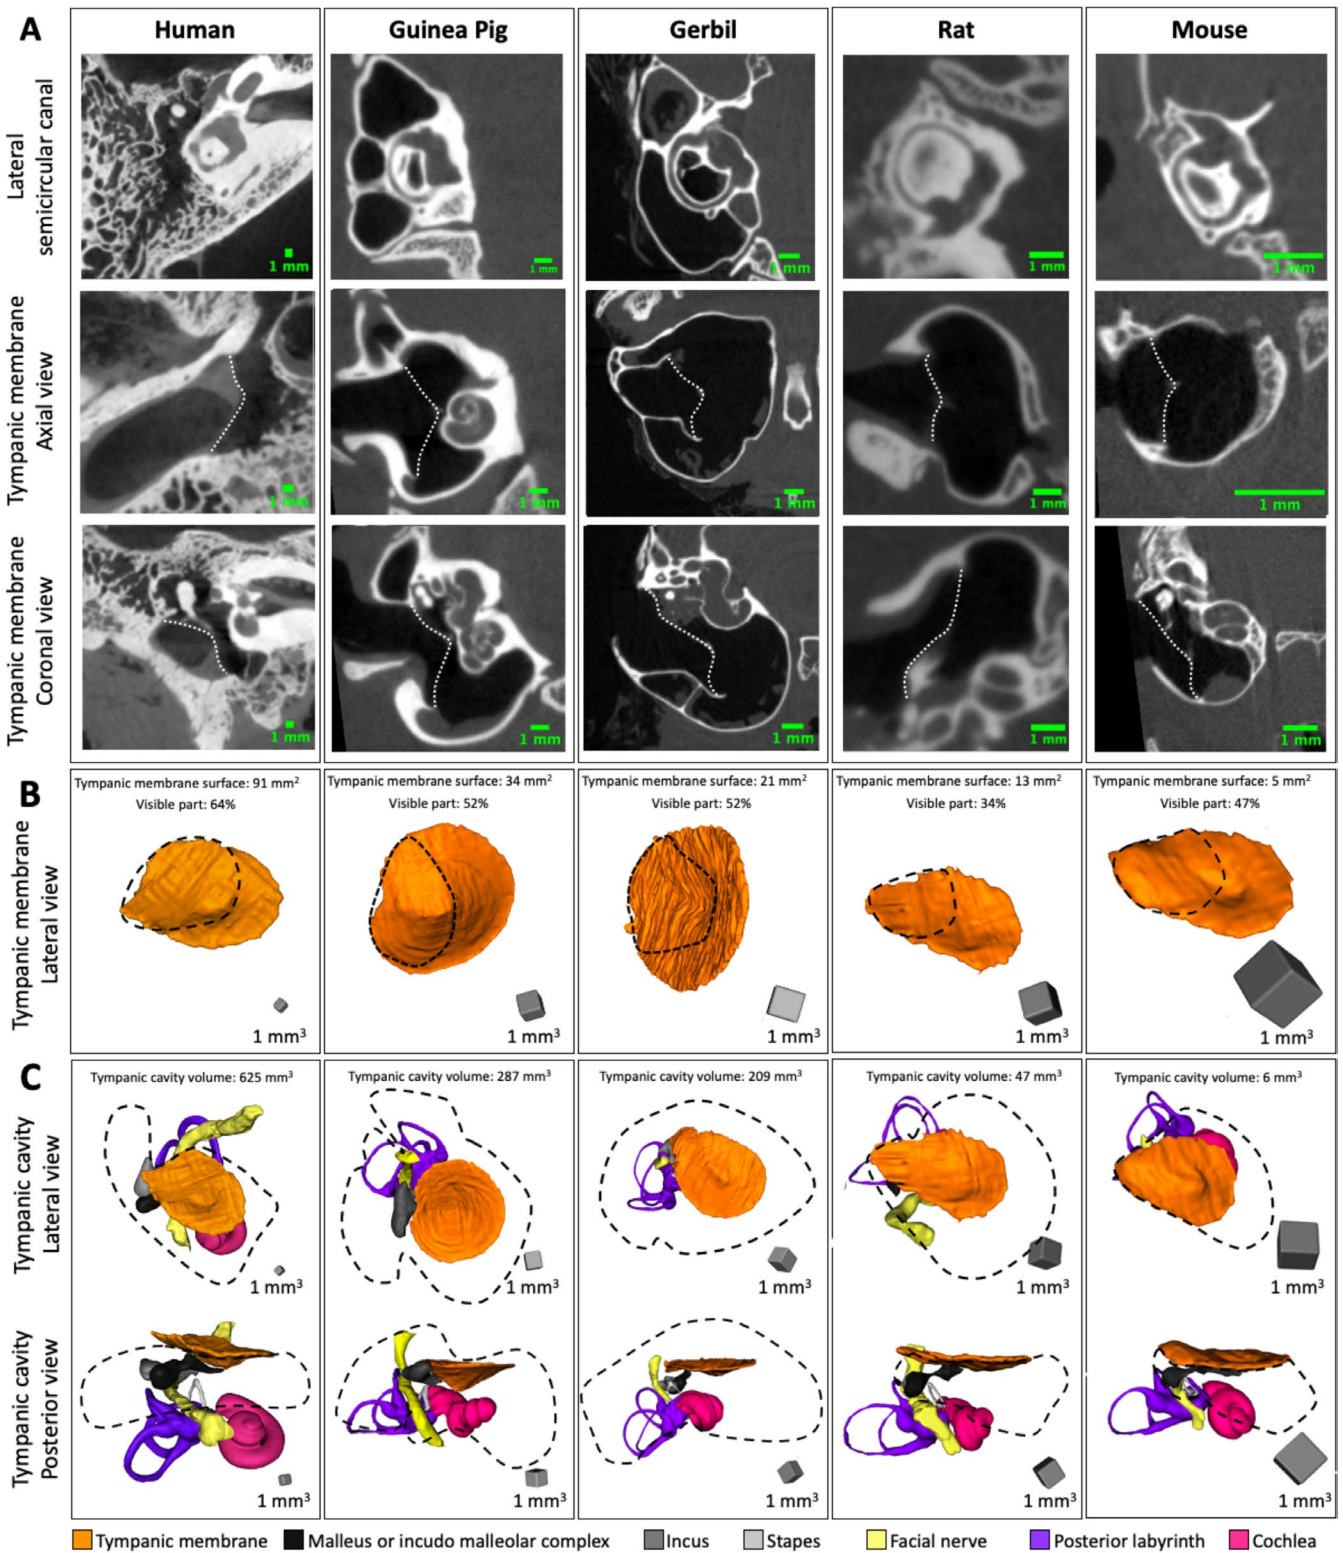 A
Human
Guinea Pig
Gerbil
Rat
Mouse
Lateral
semicircular canal
1 mm
1 mm
1 mm
1 mm
1 mm
Tympanic membrane
Axial view
1 mm
1 mm
1 mm
1 mm
1 mm
Tympanic membrane
Coronal view
1 mm
1 mm
1 mm
1 mm
1 mm
B
Tympanic membrane
Lateral view
Tympanic membrane surface: 91 mm²
Visible part: 64%
1 mm³
Tympanic membrane surface: 34 mm²
Visible part: 52%
1 mm³
Tympanic membrane surface: 21 mm²
Visible part: 52%
1 mm³
Tympanic membrane surface: 13 mm²
Visible part: 34%
1 mm³
Tympanic membrane surface: 5 mm²
Visible part: 47%
1 mm³
C
Tympanic cavity
Lateral view
Tympanic cavity volume: 625 mm³
1 mm³
Tympanic cavity volume: 287 mm³
1 mm³
Tympanic cavity volume: 209 mm³
1 mm³
Tympanic cavity volume: 47 mm³
1 mm³
Tympanic cavity volume: 6 mm³
1 mm³
Tympanic cavity
Posterior view
1 mm³
1 mm³
1 mm³
1 mm³
1 mm³
Tympanic membrane
Malleus or incudo malleolar complex
Incus
Stapes
Facial nerve
Posterior labyrinth
Cochlea